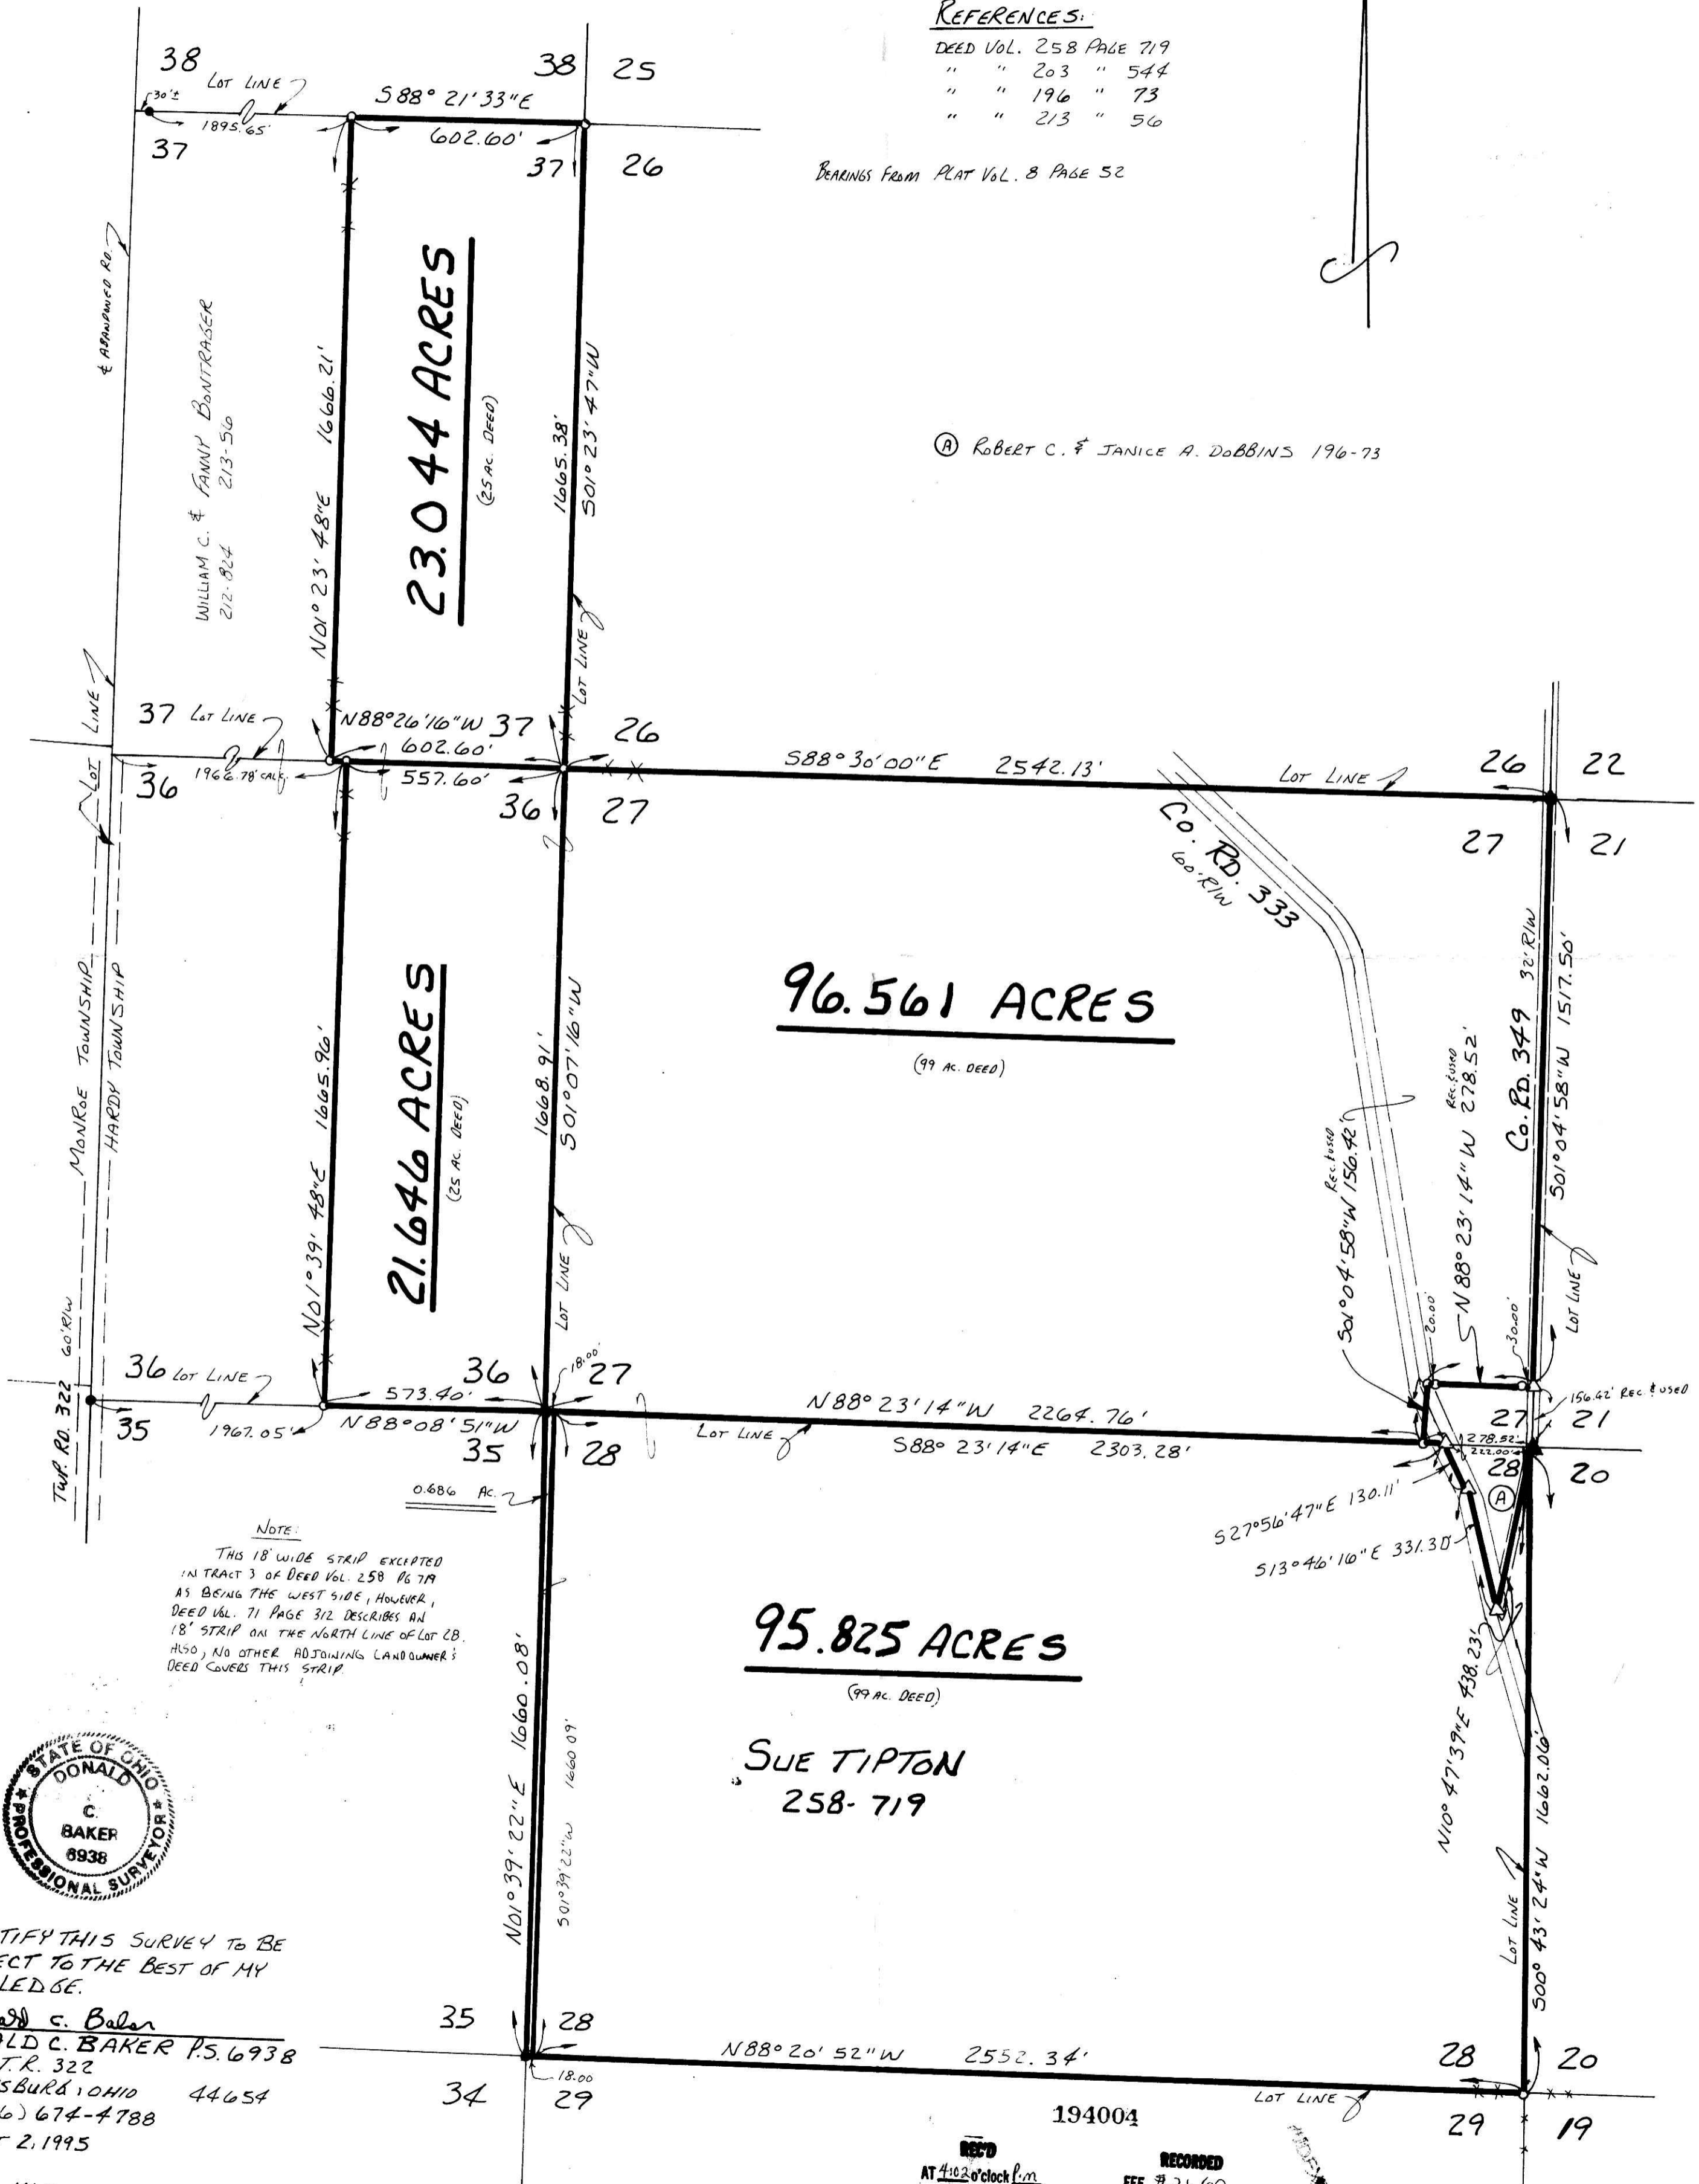 REFERENCES:
DEED VOL. 258 PAGE 719
" " 203 " 544
" " 196 " 73
" " 213 " 56
BEARINGS FROM PLAT VOL. 8 PAGE 52
38
LOT LINE
38
25
30'±
S88° 21' 33"E
1895.65'
602.60'
37
37
26
℄ ABANDONED RD.
WILLIAM C. & FANNY BONTRAGER
212-824 213-56
N01° 23' 48"E 1666.21'
23.044 ACRES
(25 AC. DEED)
1665.38'
S01° 23' 47"W
LOT LINE
Ⓐ ROBERT C. & JANICE A. DOBBINS 196-73
LOT LINE
37 LOT LINE
N88°26'16"W
37
26
602.60'
36
1966.78' CALC.
557.60'
36
27
S88°30'00"E 2542.13'
LOT LINE
26
22
27
21
CO. RD. 333
60' R/W
MONROE TOWNSHIP
HARDY TOWNSHIP
TWP. RD. 322 60' R/W
N01° 39' 48"E 1665.96'
21.646 ACRES
(25 AC. DEED)
1668.91'
S01°07'16"W
LOT LINE
96.561 ACRES
(99 AC. DEED)
S01°04'58"W 156.42'
REC. & USED
N88°23'14"W 278.52'
REC. & USED
CO. RD. 349 32' R/W
S01°04'58"W 1517.50'
LOT LINE
20.00'
30.00'
36 LOT LINE
36
18.00'
27
573.40'
35
1967.05'
N88°08'51"W
35
28
N88°23'14"W 2264.76'
LOT LINE
S88°23'14"E 2303.28'
156.42' REC. & USED
27
21
278.52'
222.00'
28
20
Ⓐ
0.686 AC.
S27°56'47"E 130.11'
S13°46'16"E 331.30'
N10°47'39"E 438.23'
NOTE:
THIS 18' WIDE STRIP EXCEPTED
IN TRACT 3 OF DEED VOL. 258 PG 719
AS BEING THE WEST SIDE, HOWEVER,
DEED VOL. 71 PAGE 312 DESCRIBES AN
18' STRIP ON THE NORTH LINE OF LOT 28.
ALSO, NO OTHER ADJOINING LANDOWNER'S
DEED COVERS THIS STRIP.
N01°39'22"E 1660.08'
S01°39'22"W 1660.09'
95.825 ACRES
(99 AC. DEED)
SUE TIPTON
258-719
LOT LINE
S00°43'24"W 1662.06'
STATE OF OHIO
DONALD
C.
BAKER
6938
PROFESSIONAL SURVEYOR
TIFY THIS SURVEY TO BE
ECT TO THE BEST OF MY
LEDGE.
ald C. Baker
ALD C. BAKER P.S. 6938
T.R. 322
SBURG, OHIO 44654
6) 674-4788
T 2, 1995
35
28
N88°20'52"W 2552.34'
28
20
18.00
34
29
LOT LINE
29
19
194004
REC'D
AT 4:02 o'clock P.m
RECORDED